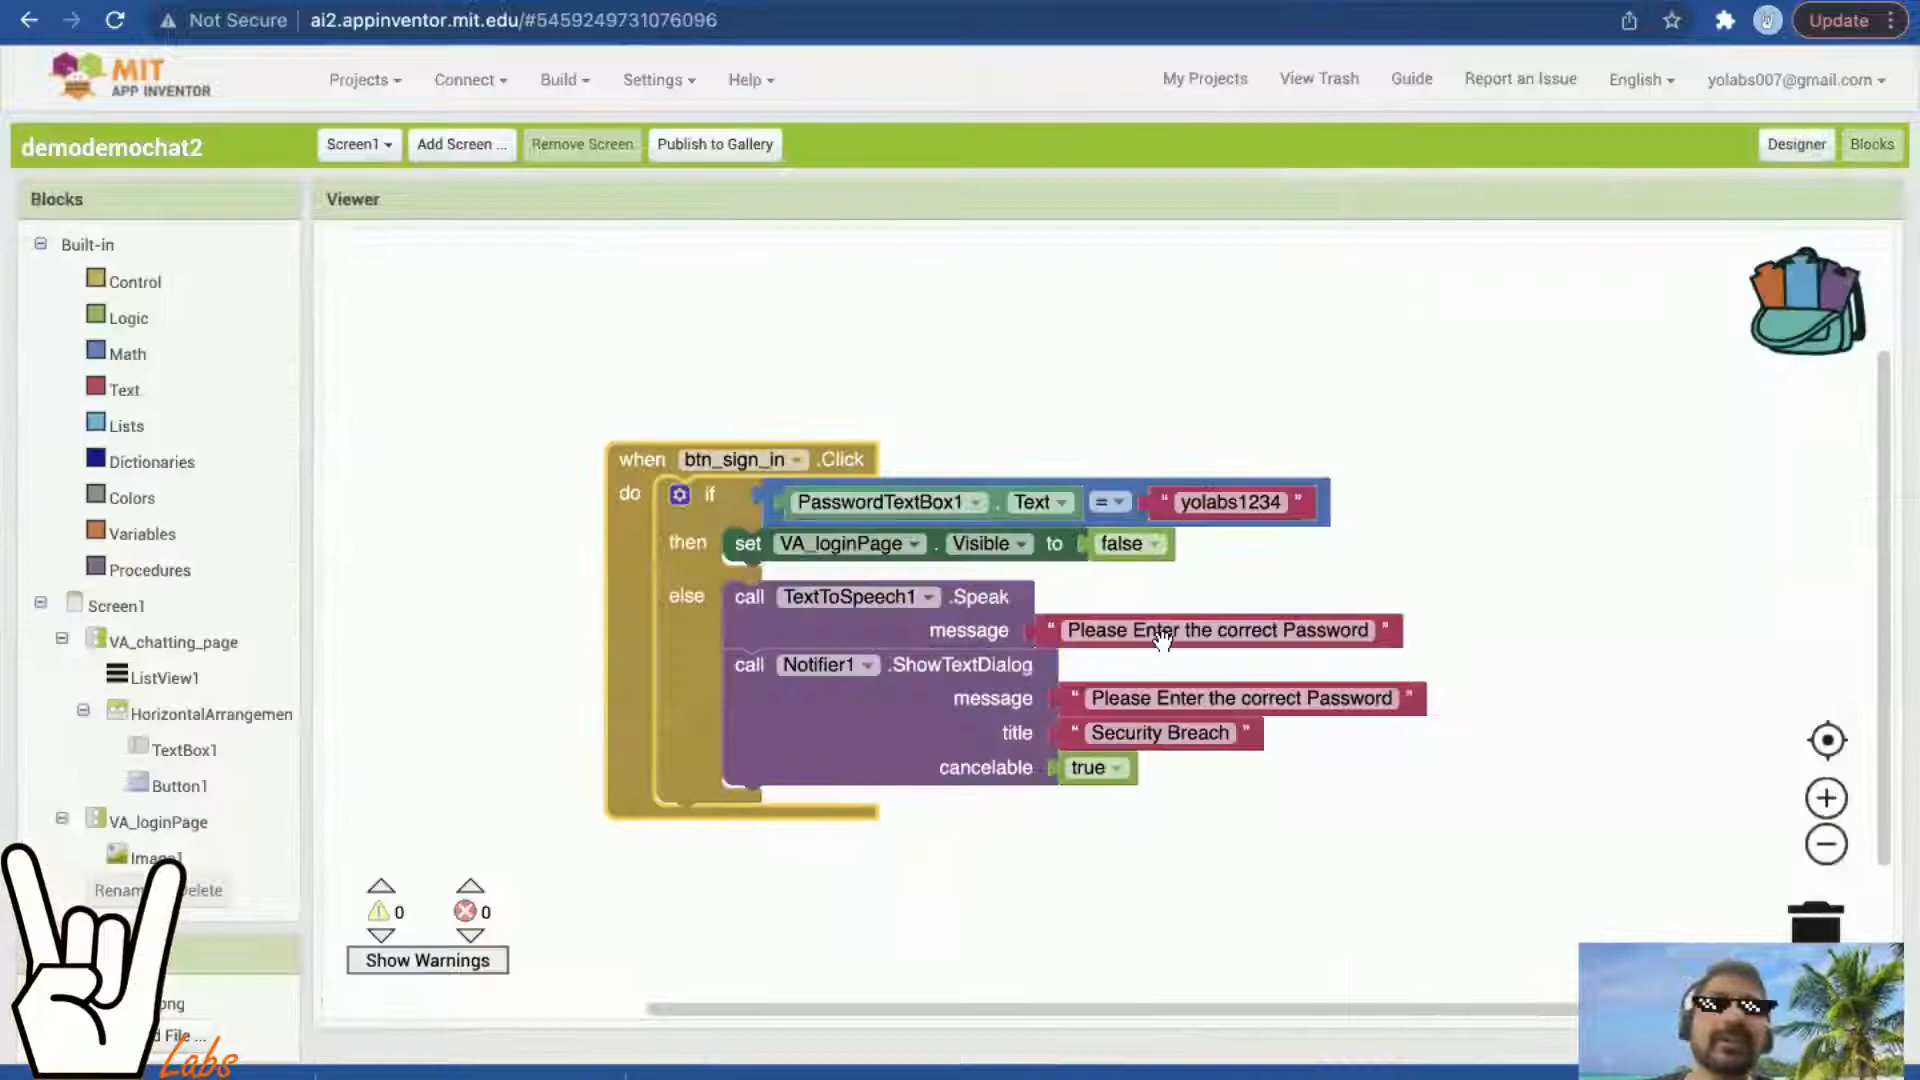 Not Secure
ai2.appinventor.mit.edu/#5459249731076096
Update
MIT
APP INVENTOR
Projects
Connect
Build
Settings
Help
My Projects
View Trash
Guide
Report an Issue
English
yolabs007@gmail.com
demodemochat2
Screen1
Add Screen ...
Remove Screen
Publish to Gallery
Designer
Blocks
Blocks
Viewer
Built-in
Control
Logic
Math
Text
Lists
Dictionaries
Colors
Variables
Procedures
Screen1
VA_chatting_page
ListView1
HorizontalArrangemen
TextBox1
Button1
VA_loginPage
Image1
when btn_sign_in .Click
do if PasswordTextBox1 . Text = " yolabs1234 "
then set VA_loginPage . Visible to false
else call TextToSpeech1 .Speak
message " Please Enter the correct Password "
call Notifier1 .ShowTextDialog
message " Please Enter the correct Password "
title " Security Breach "
cancelable true
0
0
Show Warnings
File ...
Labs